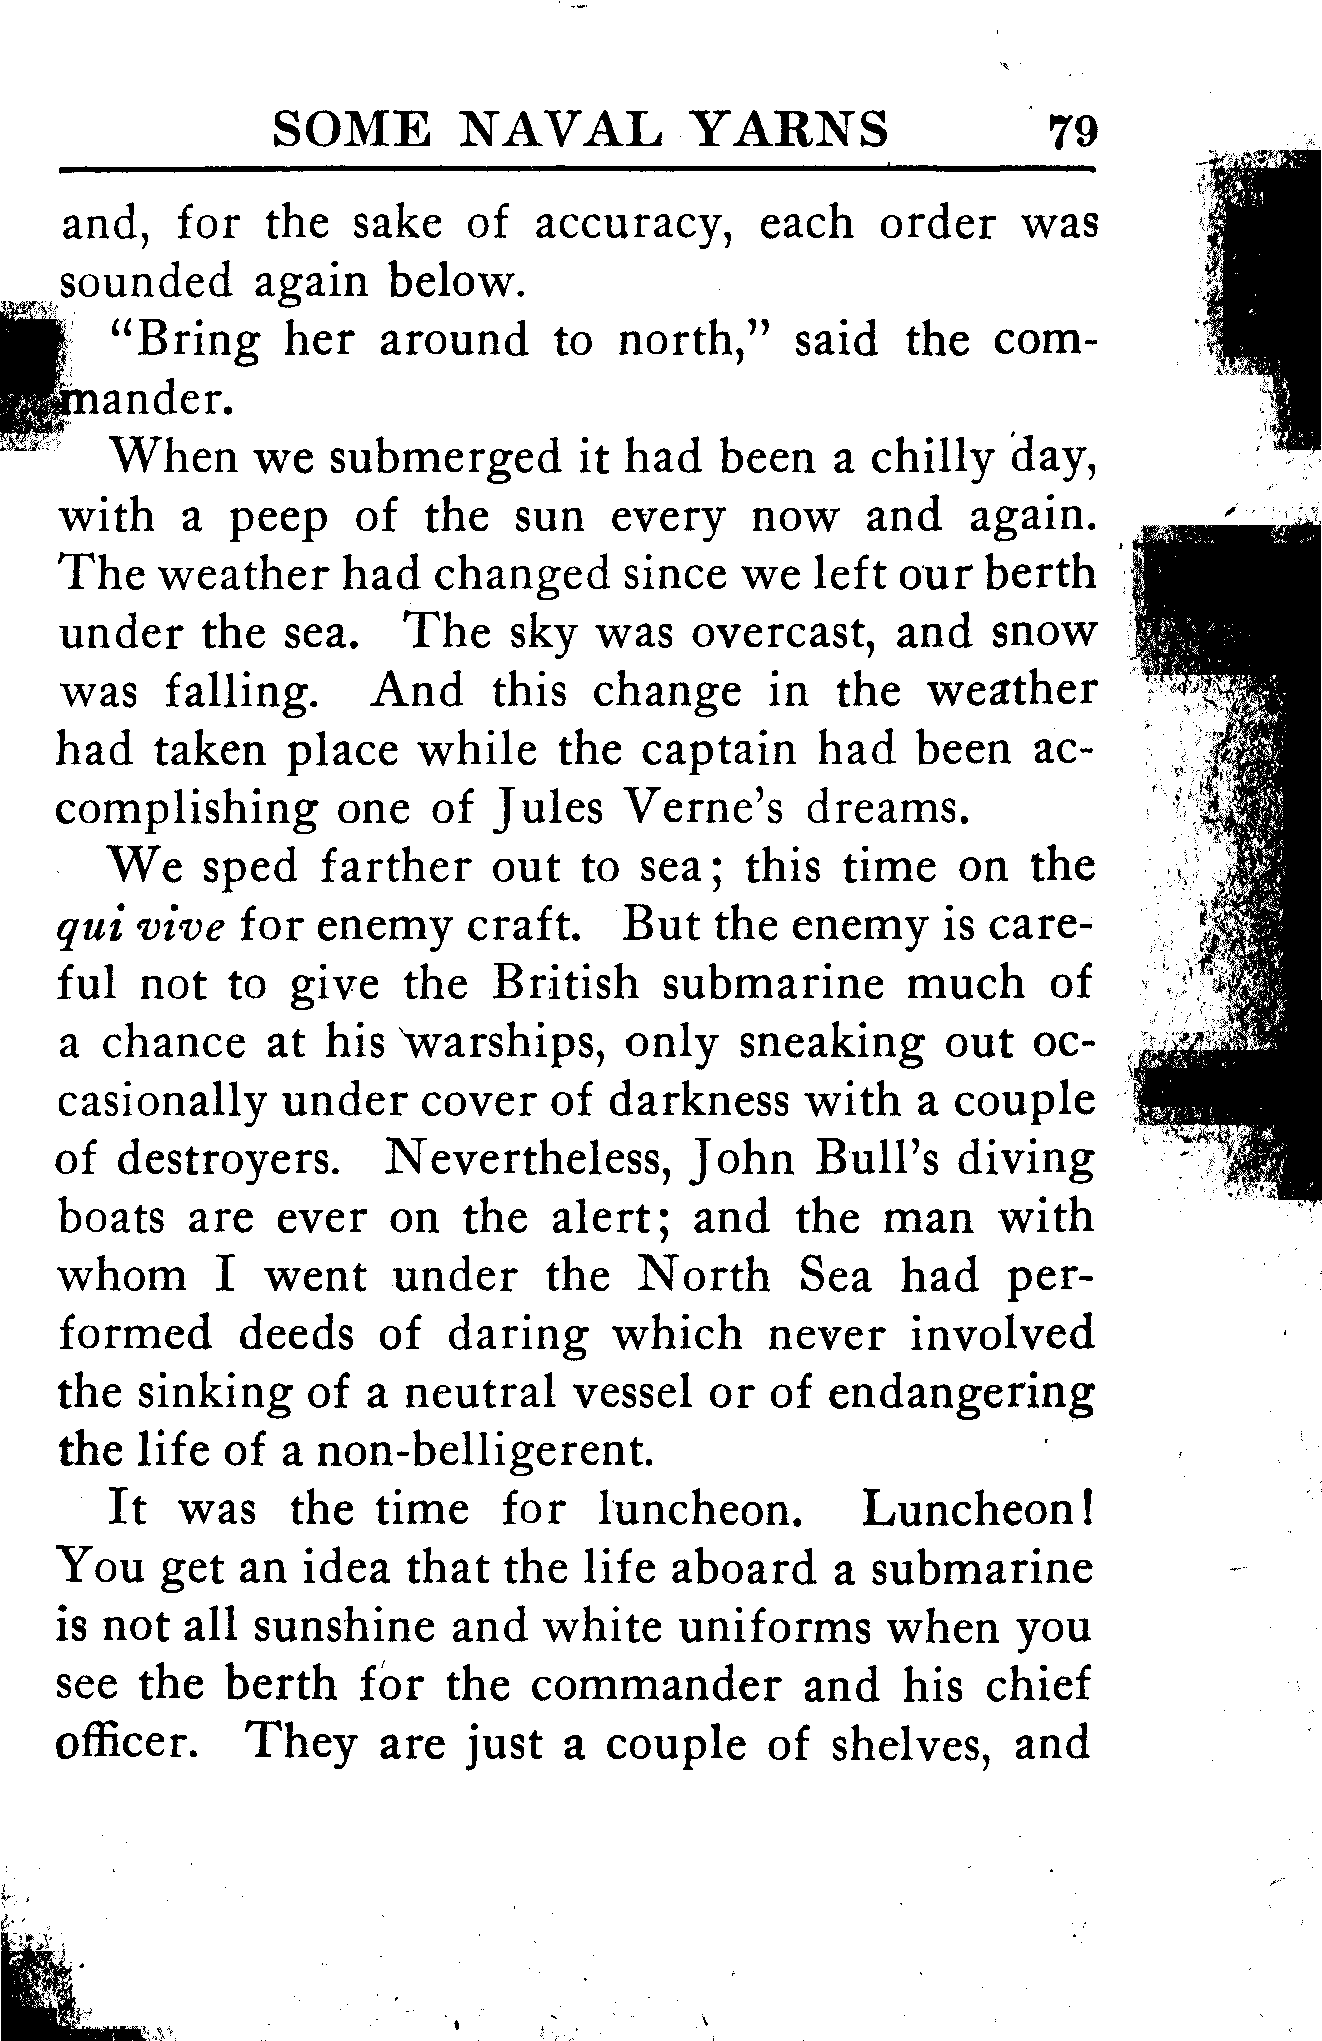 SOME NAVAL YARNS 79
and, for the sake of accuracy, each order was
sounded again below.
"Bring her around to north," said the com-
mander.
When we submerged it had been a chilly day,
with a peep of the sun every now and again.
The weather had changed since we left our berth
under the sea. The sky was overcast, and snow
was falling. And this change in the weather
had taken place while the captain had been ac-
complishing one of Jules Verne's dreams.
We sped farther out to sea; this time on the
qui vive for enemy craft. But the enemy is care-
ful not to give the British submarine much of
a chance at his warships, only sneaking out oc-
casionally under cover of darkness with a couple
of destroyers. Nevertheless, John Bull's diving
boats are ever on the alert; and the man with
whom I went under the North Sea had per-
formed deeds of daring which never involved
the sinking of a neutral vessel or of endangering
the life of a non-belligerent.
It was the time for luncheon. Luncheon!
You get an idea that the life aboard a submarine
is not all sunshine and white uniforms when you
see the berth for the commander and his chief
officer. They are just a couple of shelves, and